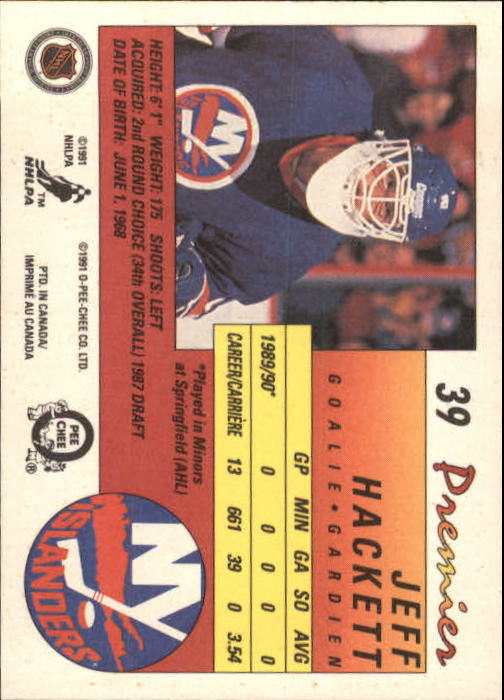 39 Premier
JEFF
HACKETT
GOALIE • GARDIEN
GP MIN GA SO AVG
1989/90* 0 0 0 0 0
CAREER/CARRIÈRE 13 661 39 0 3.54
*Played in Minors
at Springfield (AHL)
HEIGHT: 6' 1" WEIGHT: 175 SHOOTS: LEFT
ACQUIRED: 2nd ROUND CHOICE (34th OVERALL) 1987 DRAFT
DATE OF BIRTH: JUNE 1, 1968
NY
NY
ISLANDERS
NHL
©1991
NHLPA
TM
NHLPA
©1991 O-PEE-CHEE CO. LTD.
PTD. IN CANADA/
IMPRIMÉ AU CANADA
O
PEE
CHEE
®